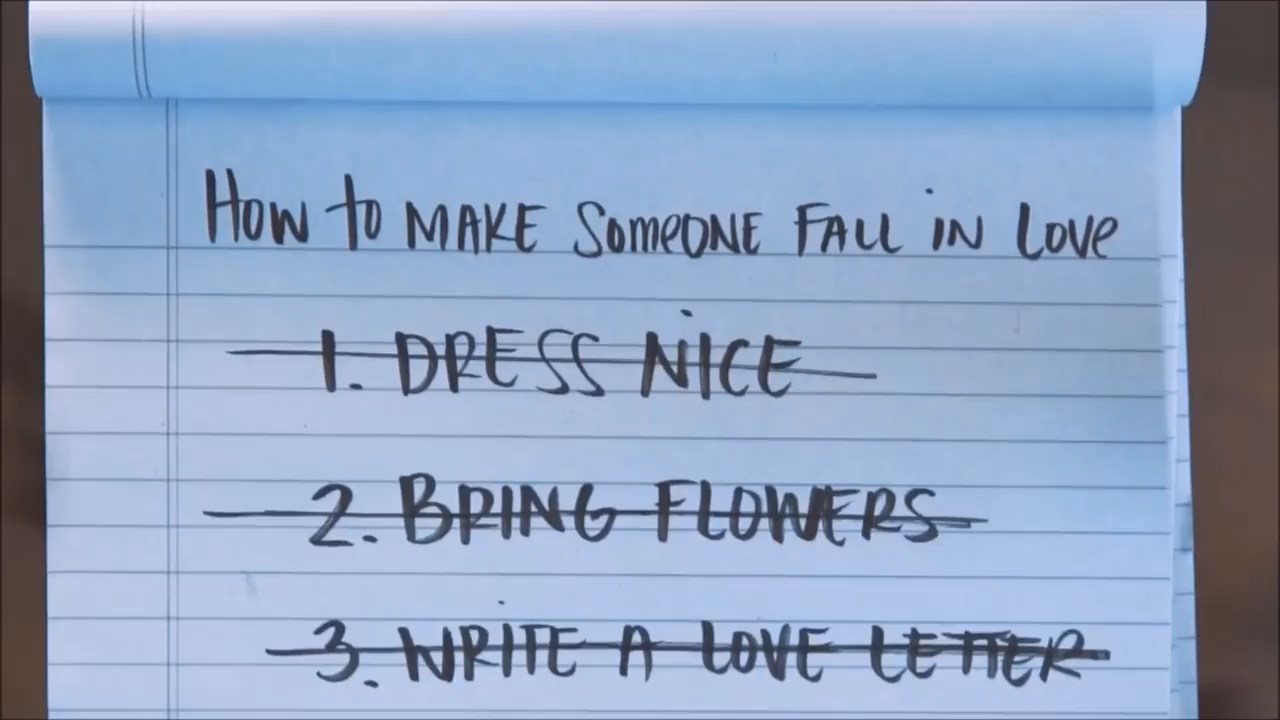 How to MAKE SomeONE FALL iN Love
1. DRESS NiCE
2. BRING FLOWERS
3. WRiTE A LOVE LETTER